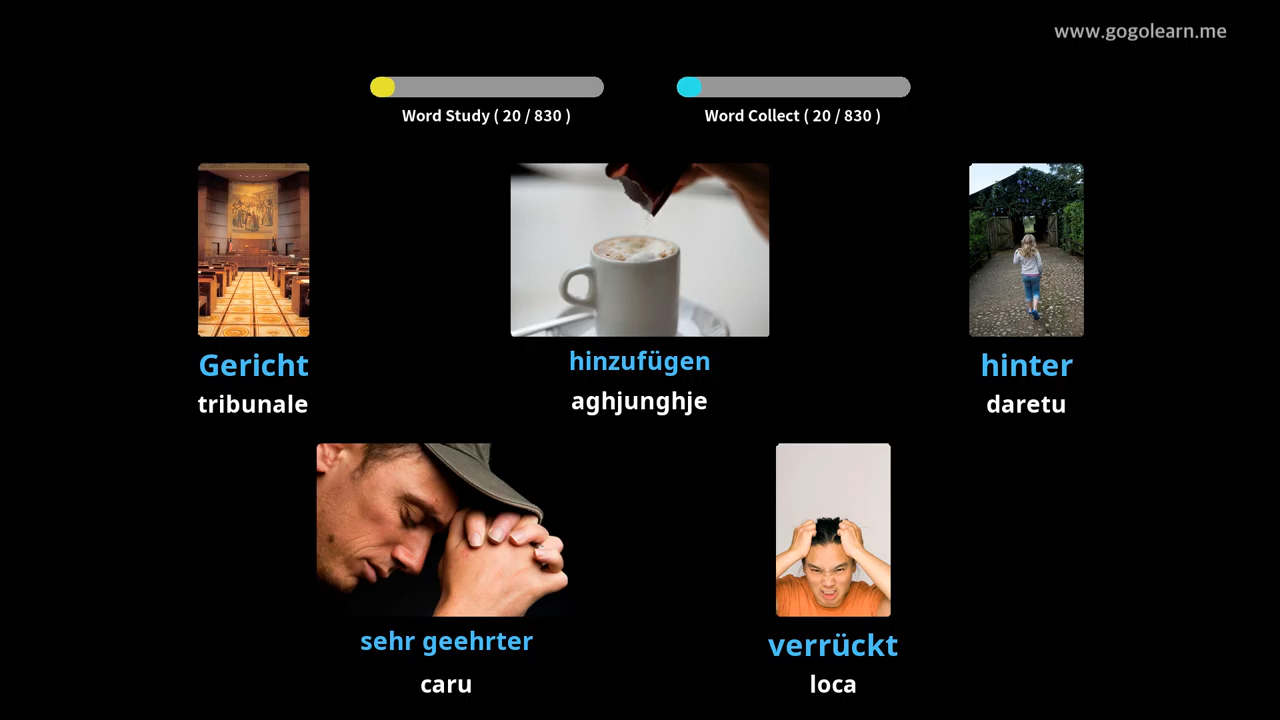 www.gogolearn.me
Word Study ( 20 / 830 )
Word Collect ( 20 / 830 )
Gericht
tribunale
hinzufügen
aghjunghje
hinter
daretu
sehr geehrter
caru
verrückt
loca